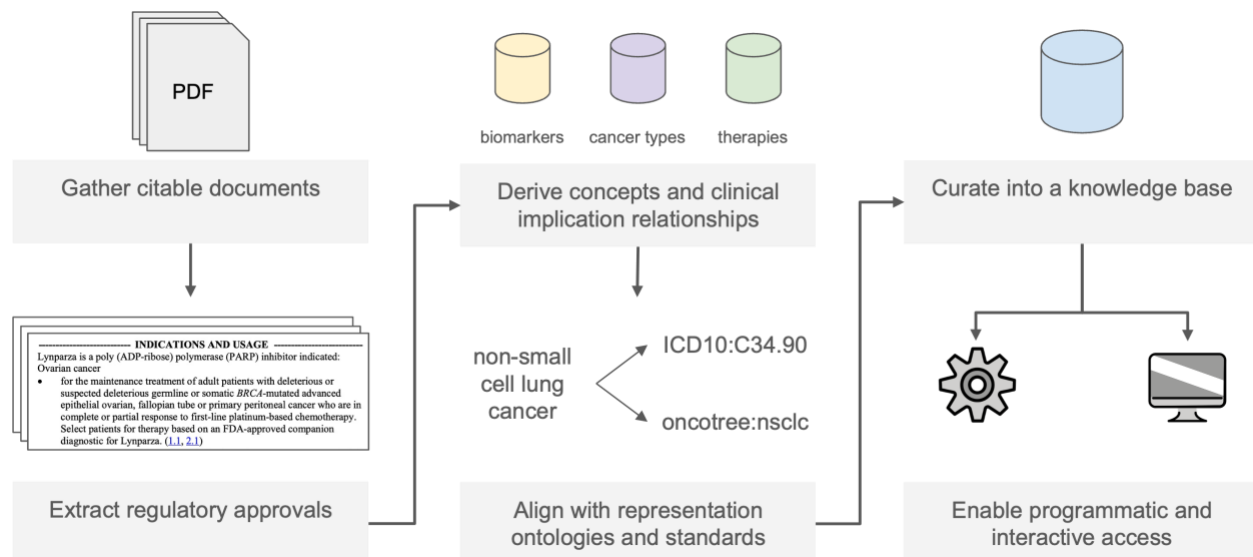 PDF
Gather citable documents
INDICATIONS AND USAGE
Lynparza is a poly (ADP-ribose) polymerase (PARP) inhibitor indicated:
Ovarian cancer
• for the maintenance treatment of adult patients with deleterious or
suspected deleterious germline or somatic BRCA-mutated advanced
epithelial ovarian, fallopian tube or primary peritoneal cancer who are in
complete or partial response to first-line platinum-based chemotherapy.
Select patients for therapy based on an FDA-approved companion
diagnostic for Lynparza. (1.1, 2.1)
Extract regulatory approvals
biomarkers
cancer types
therapies
Derive concepts and clinical
implication relationships
non-small
cell lung
cancer
ICD10:C34.90
oncotree:nsclc
Align with representation
ontologies and standards
Curate into a knowledge base
Enable programmatic and
interactive access